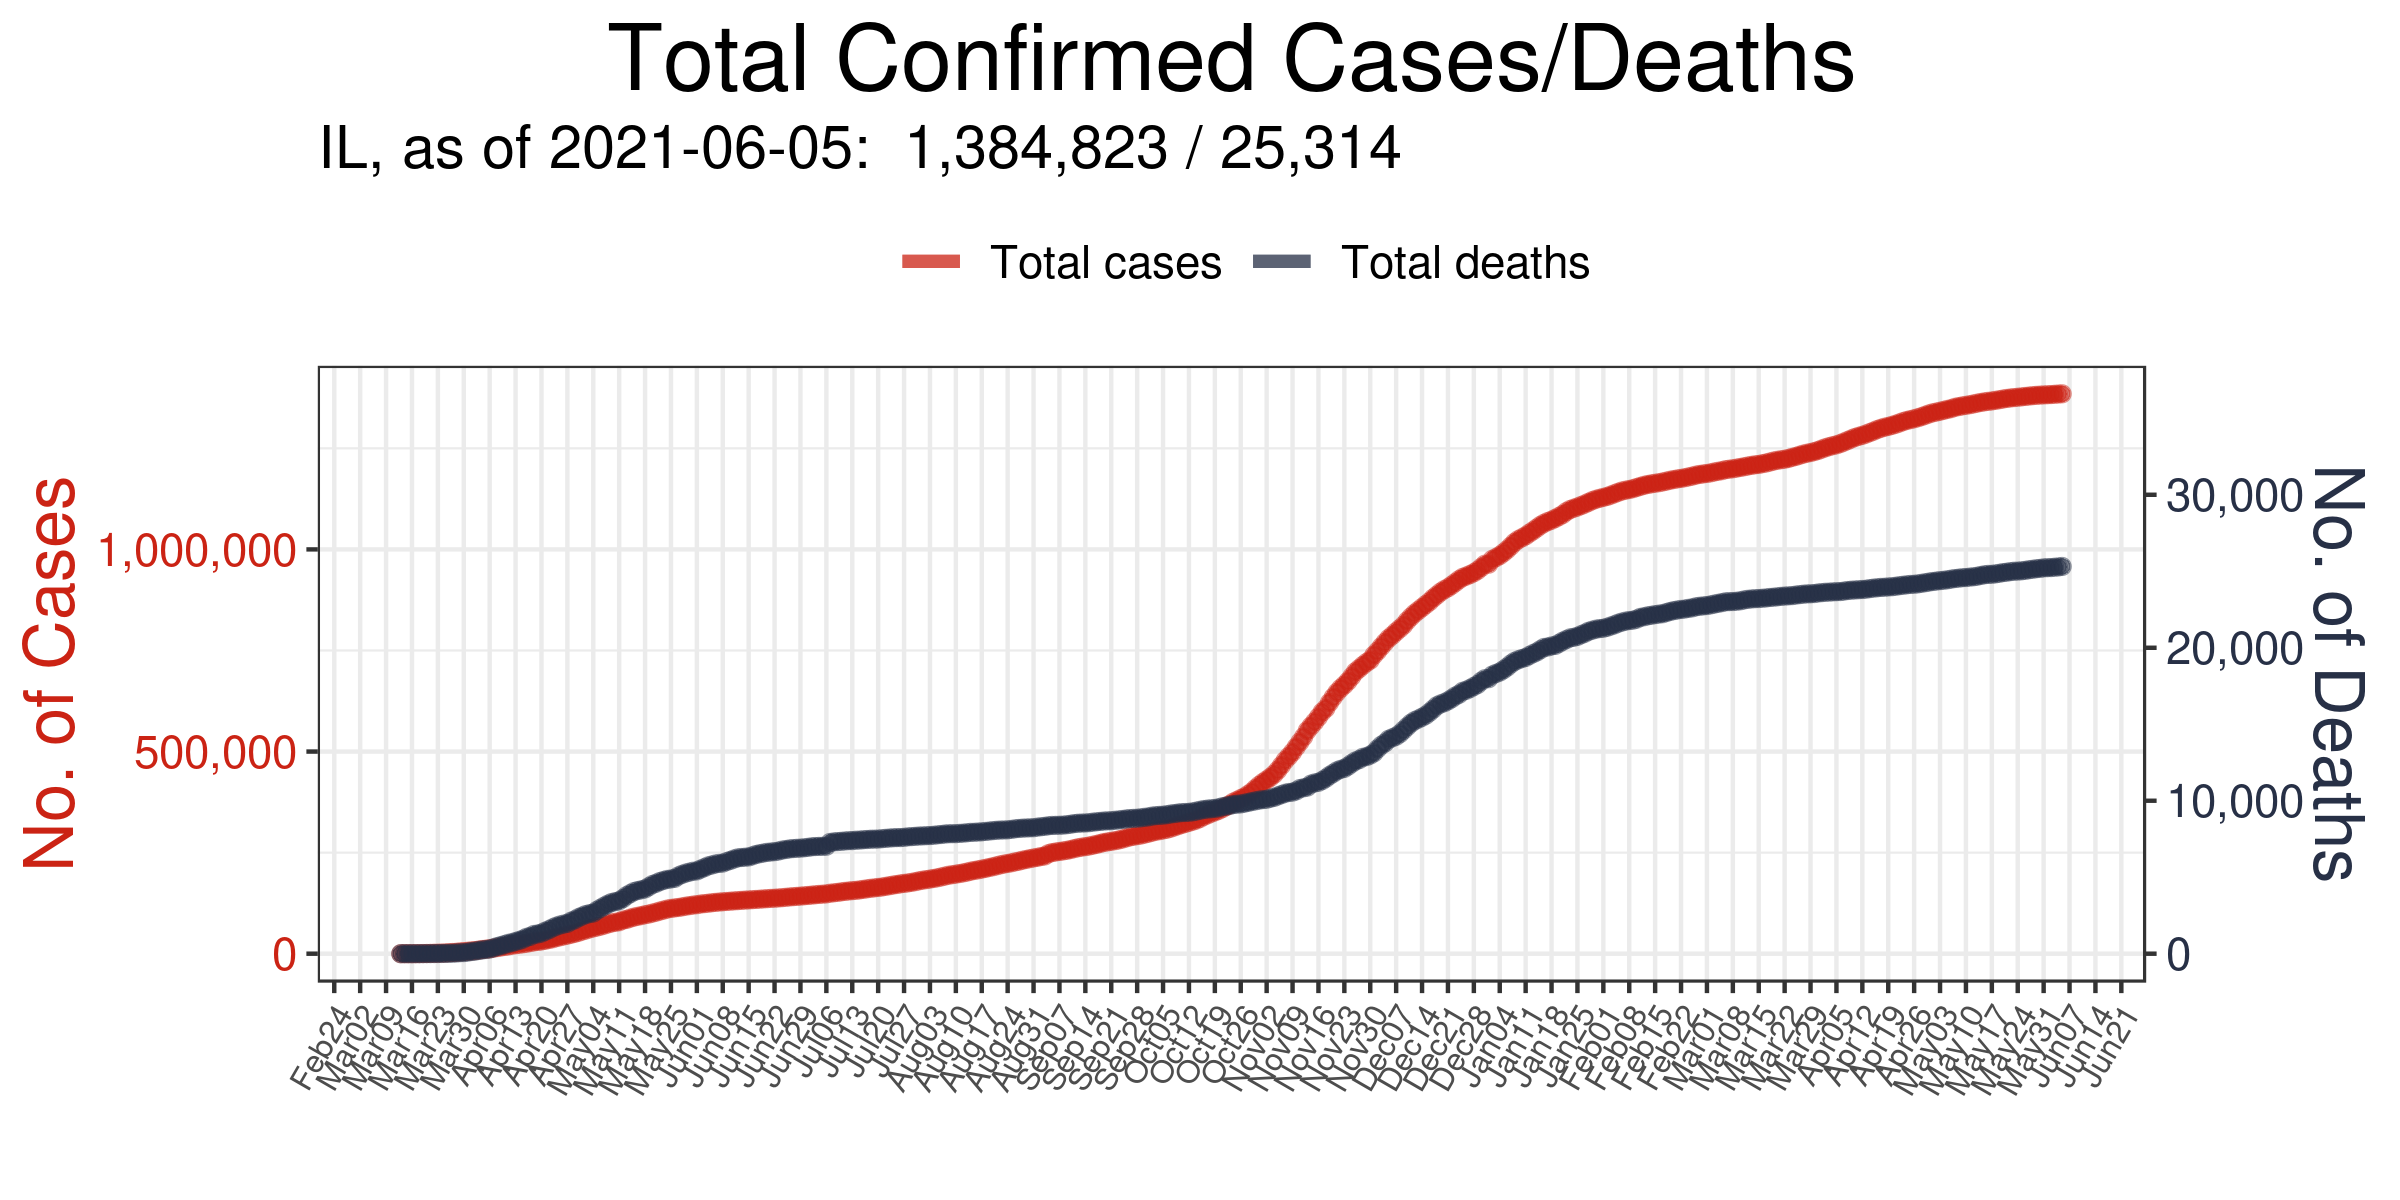 Total Confirmed Cases/Deaths
IL, as of 2021-06-05:  1,384,823 / 25,314
Total cases
Total deaths
No. of Cases
1,000,000
500,000
0
30,000
20,000
10,000
0
No. of Deaths
Feb24
Mar02
Mar09
Mar16
Mar23
Mar30
Apr06
Apr13
Apr20
Apr27
May04
May11
May18
May25
Jun01
Jun08
Jun15
Jun22
Jun29
Jul06
Jul13
Jul20
Jul27
Aug03
Aug10
Aug17
Aug24
Aug31
Sep07
Sep14
Sep21
Sep28
Oct05
Oct12
Oct19
Oct26
Nov02
Nov09
Nov16
Nov23
Nov30
Dec07
Dec14
Dec21
Dec28
Jan04
Jan11
Jan18
Jan25
Feb01
Feb08
Feb15
Feb22
Mar01
Mar08
Mar15
Mar22
Mar29
Apr05
Apr12
Apr19
Apr26
May03
May10
May17
May24
May31
Jun07
Jun14
Jun21